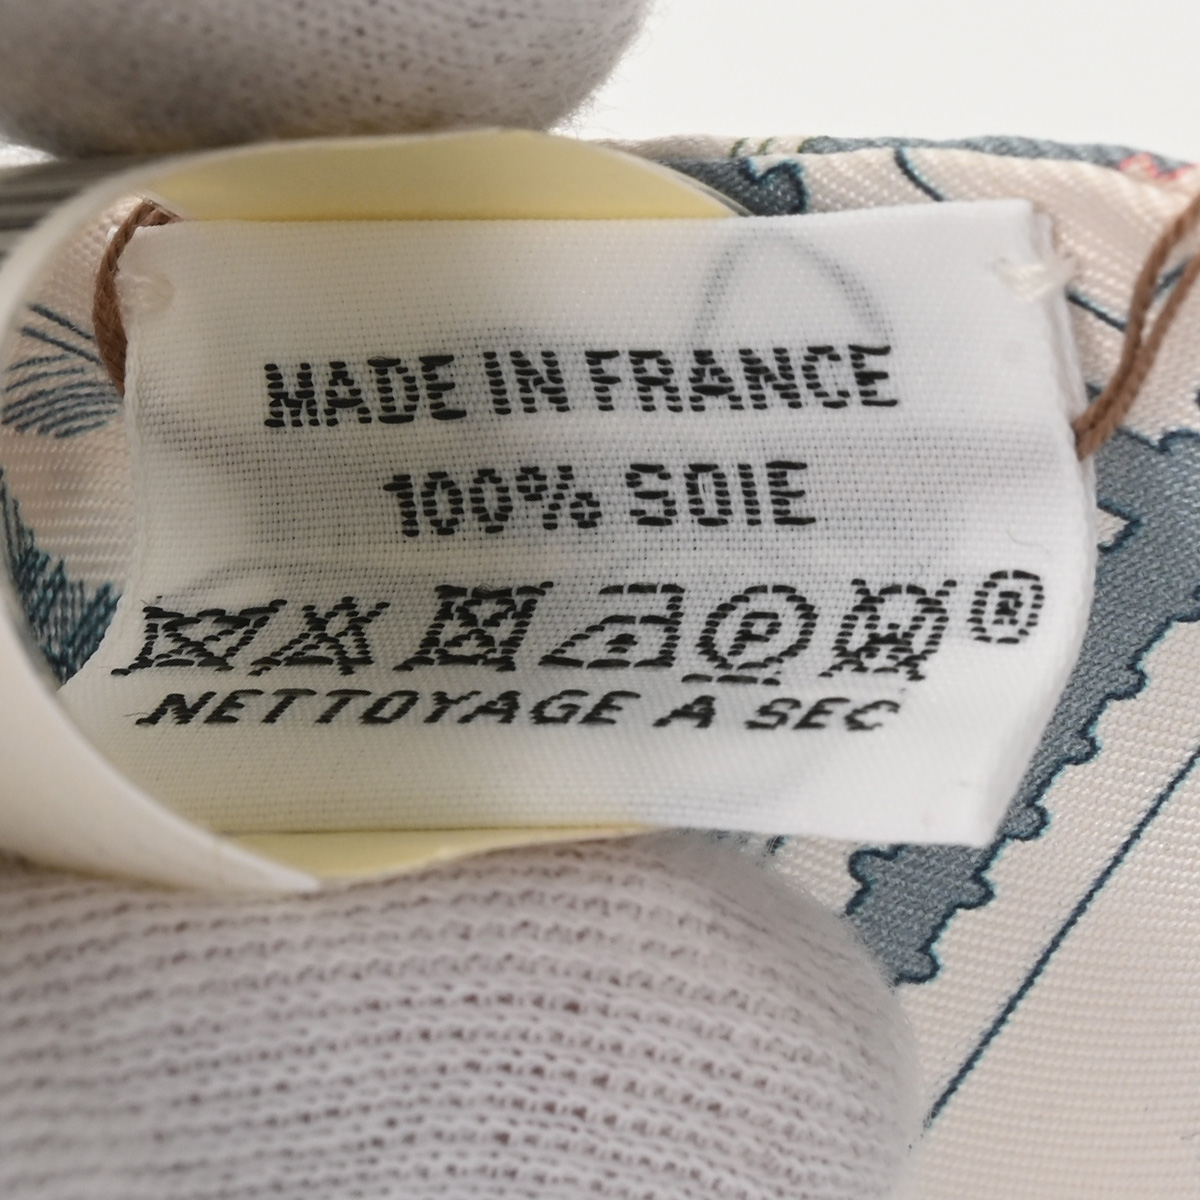 MADE IN FRANCE
100% SOIE
P ®
NETTOYAGE A SEC